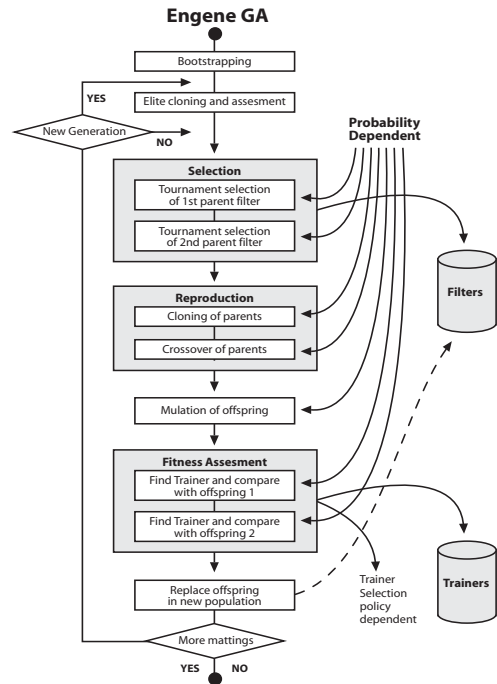 Engene GA
Bootstrapping
YES
Elite cloning and assesment
New Generation
NO
Probability
Dependent
Selection
Tournament selection
of 1st parent filter
Tournament selection
of 2nd parent filter
Filters
Reproduction
Cloning of parents
Crossover of parents
Mulation of offspring
Fitness Assesment
Find Trainer and compare
with offspring 1
Find Trainer and compare
with offspring 2
Trainers
Trainer
Selection
policy
dependent
Replace offspring
in new population
More mattings
YES
NO